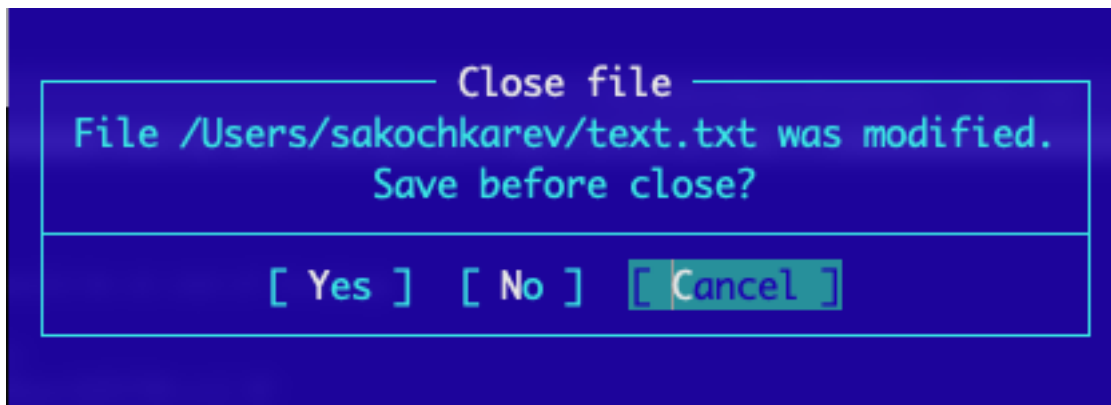 Close file
File /Users/sakochkarev/text.txt was modified.
Save before close?
[ Yes ] [ No ] [ Cancel ]